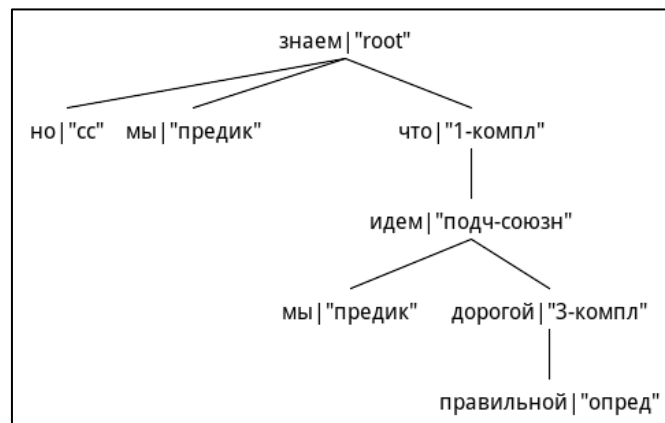 знаем|"root"
но|"сс" мы|"предик" что|"1-компл"
идем|"подч-союзн"
мы|"предик" дорогой|"3-компл"
правильной|"опред"